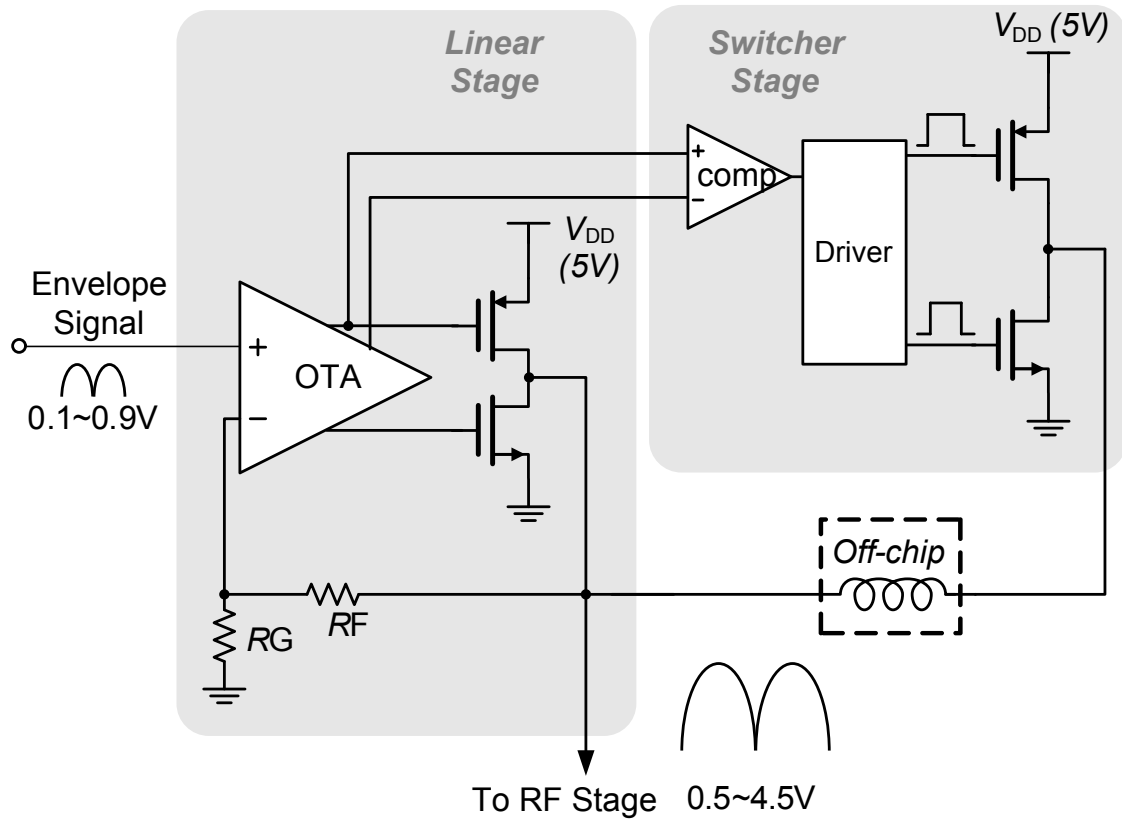 Linear
Stage
Switcher
Stage
VDD (5V)
+
−
comp
Driver
VDD
(5V)
Envelope
Signal
0.1~0.9V
+
−
OTA
Off-chip
RF
RG
To RF Stage
0.5~4.5V